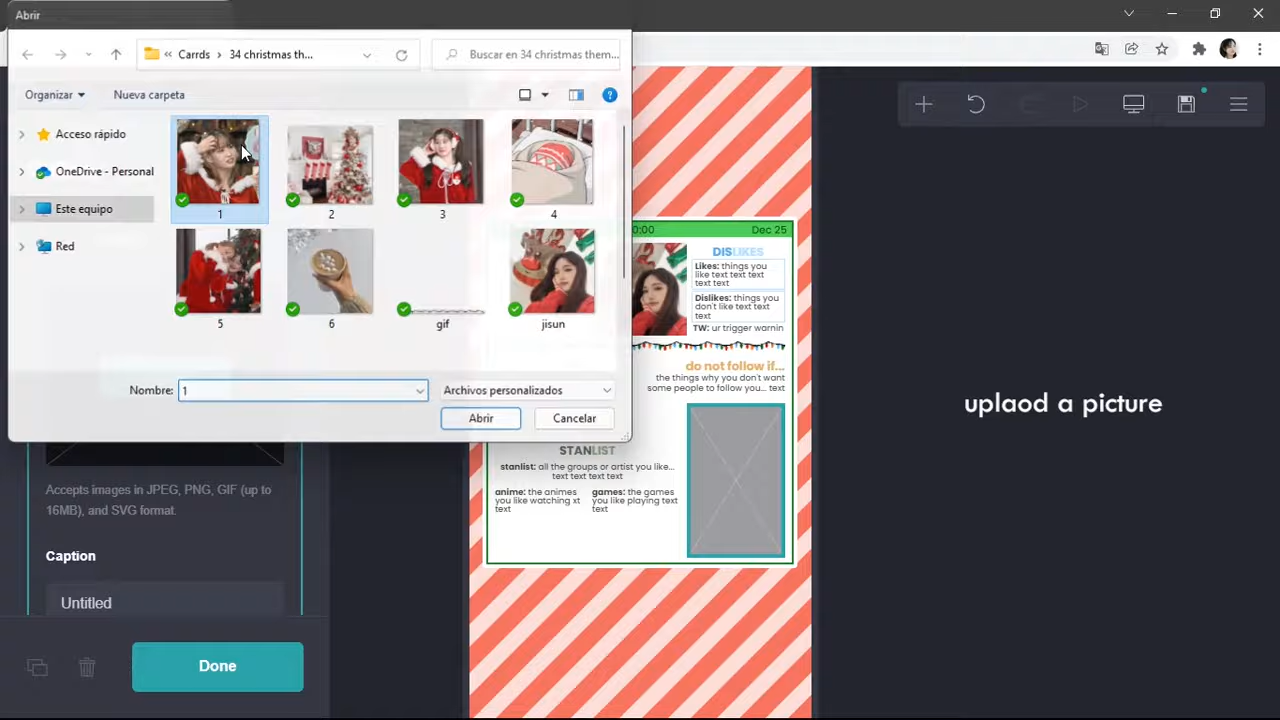 Abrir
« Carrds › 34 christmas th...
Buscar en 34 christmas them...
Organizar
Nueva carpeta
Acceso rápido
OneDrive - Personal
Este equipo
Red
1
2
3
4
5
6
gif
jisun
Nombre: 1
Archivos personalizados
Abrir
Cancelar
Accepts images in JPEG, PNG, GIF (up to
16MB), and SVG format.
Caption
Untitled
Done
0:00
Dec 25
DISLIKES
Likes: things you
like text text text
text text
Dislikes: things you
don't like text text
text
TW: ur trigger warnin
do not follow if...
the things why you don't want
some people to follow you... text
STANLIST
stanlist: all the groups or artist you like...
text text text text
anime: the animes
you like watching xt
text
games: the games
you like playing text
text
uplaod a picture